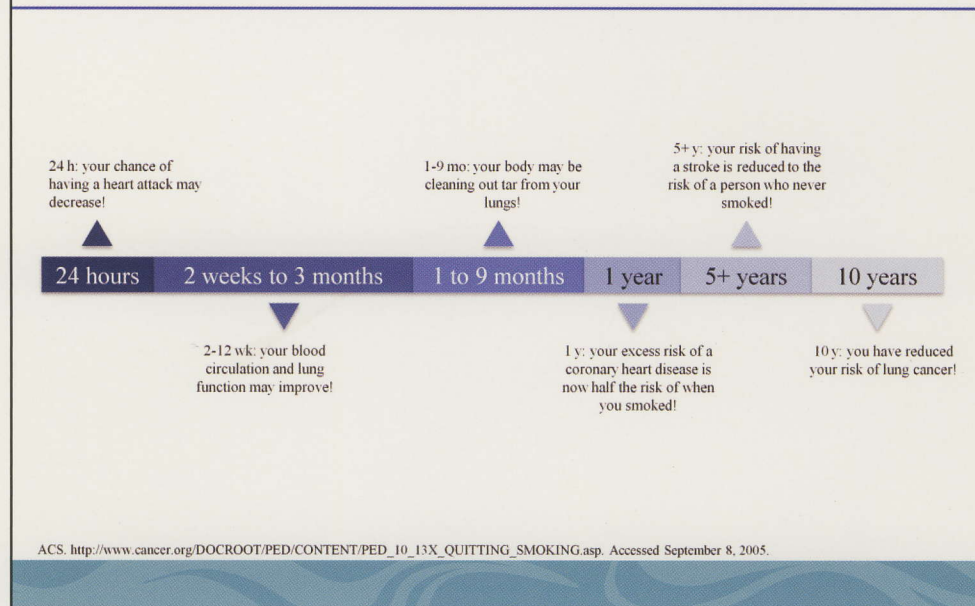 24 h: your chance of
having a heart attack may
decrease!
1-9 mo: your body may be
cleaning out tar from your
lungs!
5+ y: your risk of having
a stroke is reduced to the
risk of a person who never
smoked!
24 hours 2 weeks to 3 months 1 to 9 months 1 year 5+ years 10 years
2-12 wk: your blood
circulation and lung
function may improve!
1 y: your excess risk of a
coronary heart disease is
now half the risk of when
you smoked!
10 y: you have reduced
your risk of lung cancer!
ACS. http://www.cancer.org/DOCROOT/PED/CONTENT/PED_10_13X_QUITTING_SMOKING.asp. Accessed September 8, 2005.